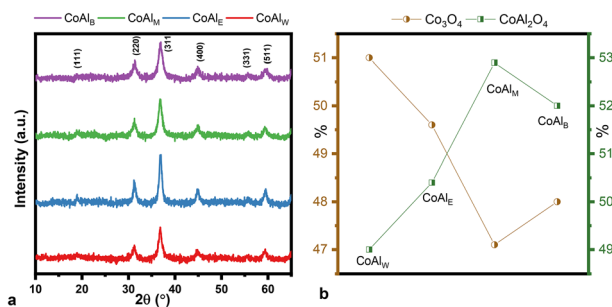 CoAl_B CoAl_M CoAl_E CoAl_W
(111)
(220)
(311
(400)
(331)
(511)
Intensity (a.u.)
10 20 30 40 50 60
2θ (°)
a
Co₃O₄ CoAl₂O₄
51
50
49
48
47
%
CoAl_W
CoAl_E
CoAl_M
CoAl_B
53
52
51
50
49
%
b